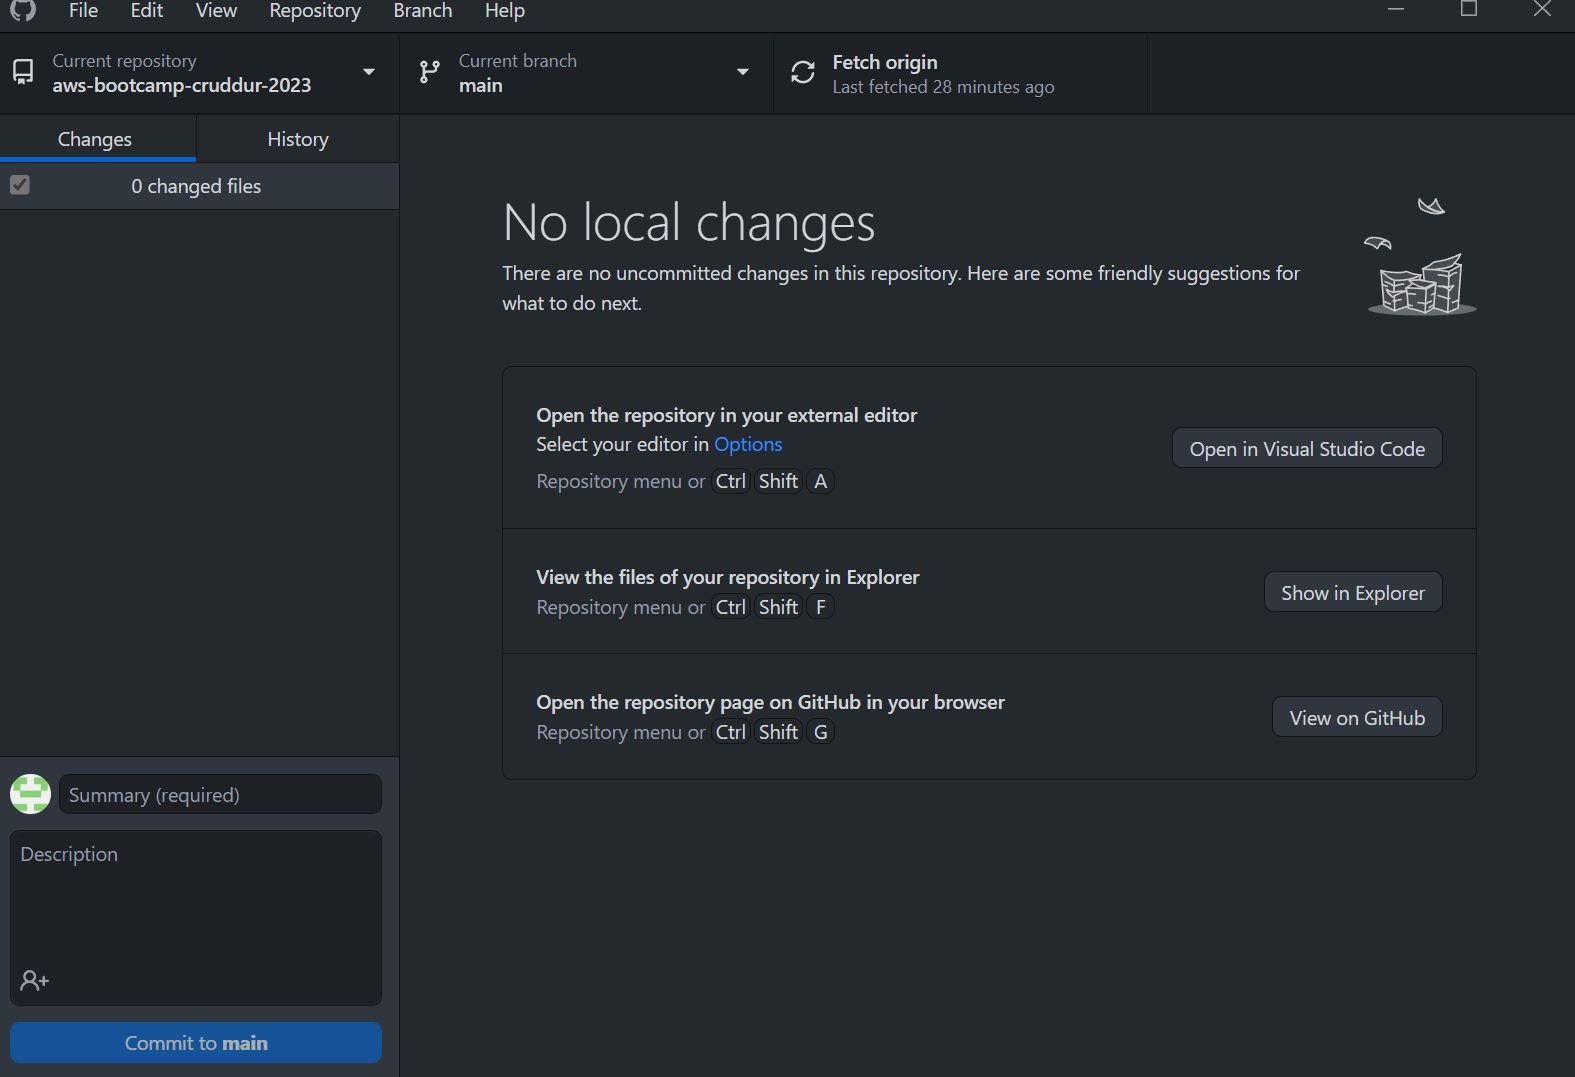 File Edit View Repository Branch Help
Current repository
aws-bootcamp-cruddur-2023
Current branch
main
Fetch origin
Last fetched 28 minutes ago
Changes
History
0 changed files
No local changes
There are no uncommitted changes in this repository. Here are some friendly suggestions for
what to do next.
Open the repository in your external editor
Select your editor in Options
Repository menu or Ctrl Shift A
Open in Visual Studio Code
View the files of your repository in Explorer
Repository menu or Ctrl Shift F
Show in Explorer
Open the repository page on GitHub in your browser
Repository menu or Ctrl Shift G
View on GitHub
Summary (required)
Description
Commit to main